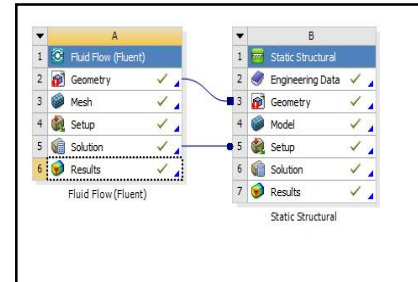 A
1 Fluid Flow (Fluent)
2 Geometry
3 Mesh
4 Setup
5 Solution
6 Results
Fluid Flow (Fluent)
B
1 Static Structural
2 Engineering Data
3 Geometry
4 Model
5 Setup
6 Solution
7 Results
Static Structural